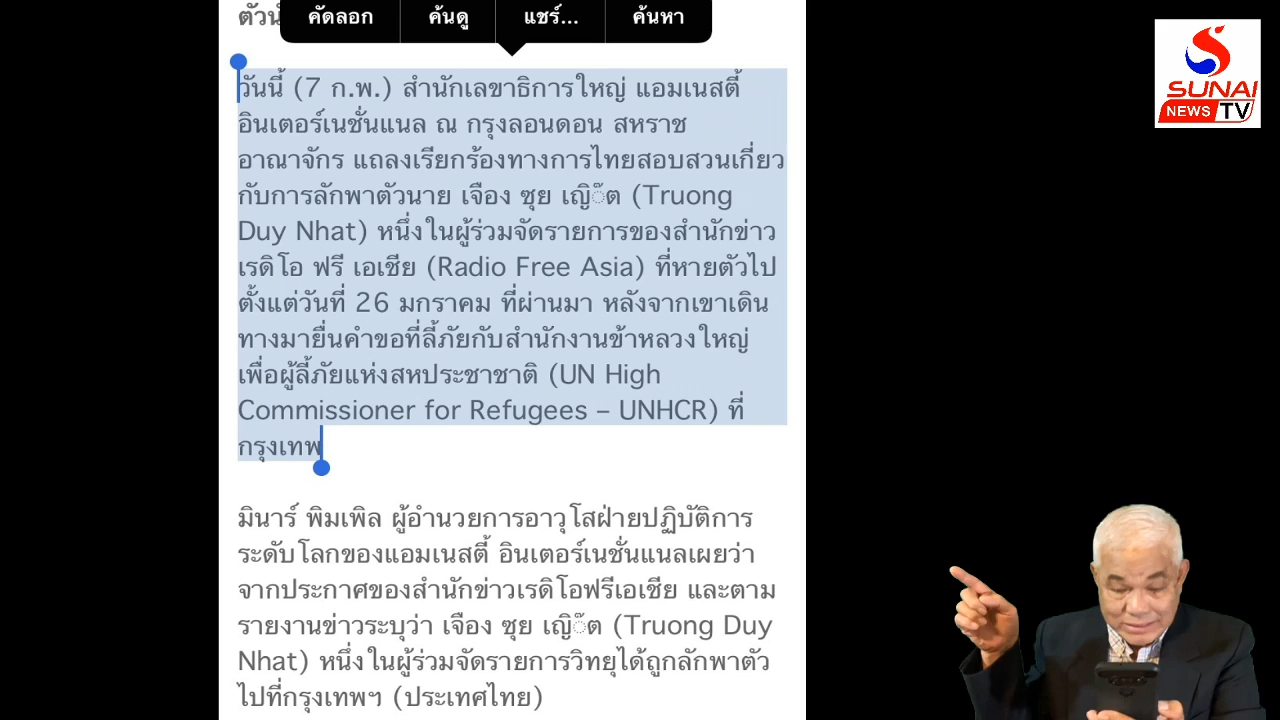 คัดลอก ค้นดู แชร์... ค้นหา
วันนี้ (7 ก.พ.) สำนักเลขาธิการใหญ่ แอมเนสตี้
อินเตอร์เนชั่นแนล ณ กรุงลอนดอน สหราช
อาณาจักร แถลงเรียกร้องทางการไทยสอบสวนเกี่ยว
กับการลักพาตัวนาย เจือง ซุย เญิ๊ต (Truong
Duy Nhat) หนึ่งในผู้ร่วมจัดรายการของสำนักข่าว
เรดิโอ ฟรี เอเชีย (Radio Free Asia) ที่หายตัวไป
ตั้งแต่วันที่ 26 มกราคม ที่ผ่านมา หลังจากเขาเดิน
ทางมายื่นคำขอที่ลี้ภัยกับสำนักงานข้าหลวงใหญ่
เพื่อผู้ลี้ภัยแห่งสหประชาชาติ (UN High
Commissioner for Refugees – UNHCR) ที่
กรุงเทพ
มินาร์ พิมเพิล ผู้อำนวยการอาวุโสฝ่ายปฏิบัติการ
ระดับโลกของแอมเนสตี้ อินเตอร์เนชั่นแนลเผยว่า
จากประกาศของสำนักข่าวเรดิโอฟรีเอเชีย และตาม
รายงานข่าวระบุว่า เจือง ซุย เญิ๊ต (Truong Duy
Nhat) หนึ่งในผู้ร่วมจัดรายการวิทยุได้ถูกลักพาตัว
ไปที่กรุงเทพฯ (ประเทศไทย)
SUNAI
NEWS TV